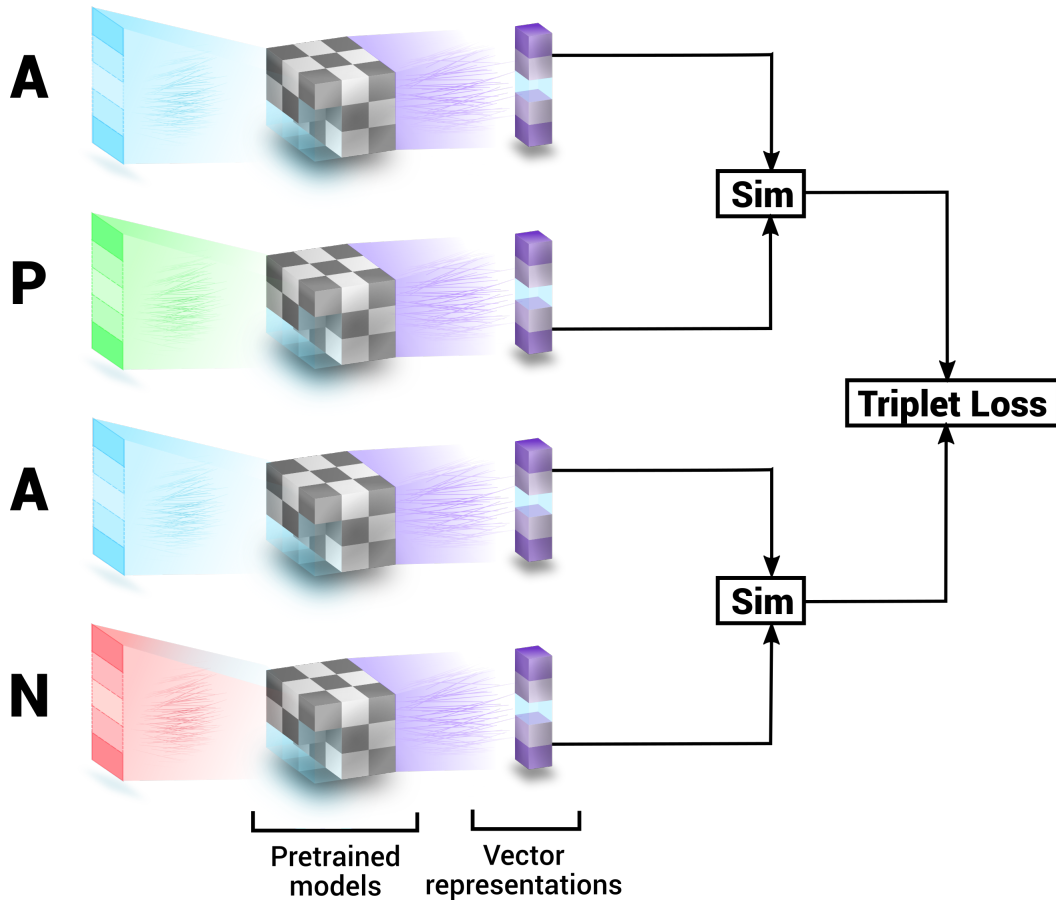 A
Sim
P
Triplet Loss
A
Sim
N
Pretrained
models
Vector
representations